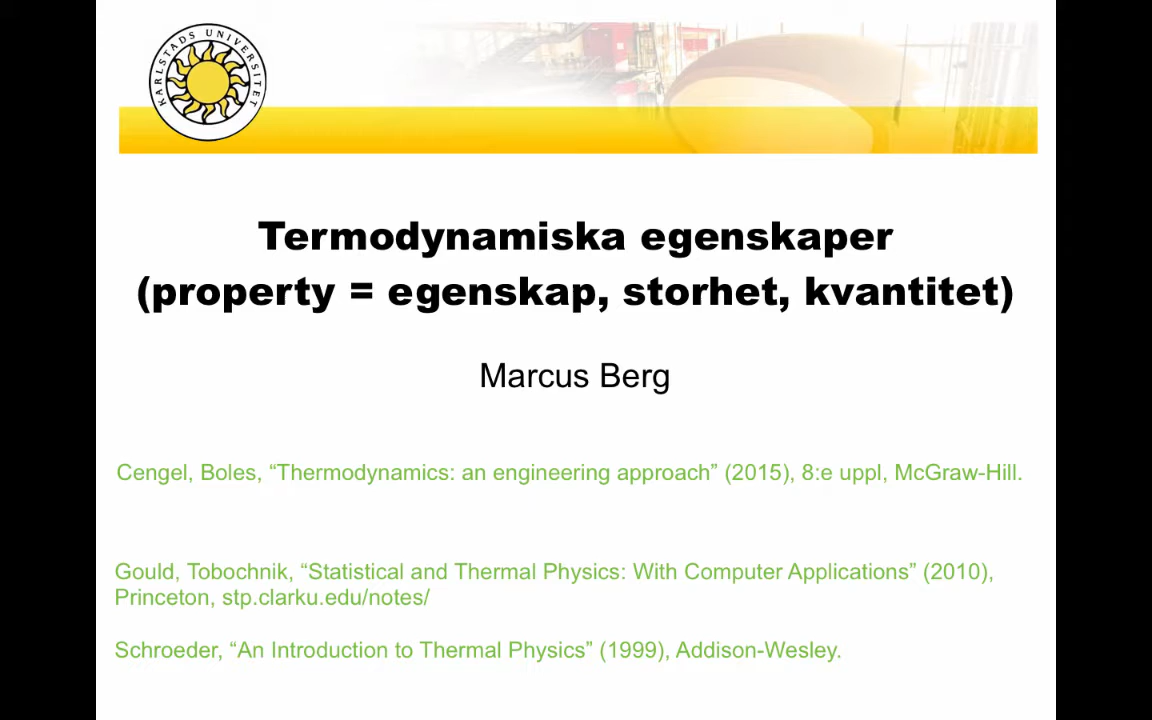 KARLSTADS UNIVERSITET
Termodynamiska egenskaper
(property = egenskap, storhet, kvantitet)
Marcus Berg
Cengel, Boles, “Thermodynamics: an engineering approach” (2015), 8:e uppl, McGraw-Hill.
Gould, Tobochnik, “Statistical and Thermal Physics: With Computer Applications” (2010),
Princeton, stp.clarku.edu/notes/
Schroeder, “An Introduction to Thermal Physics” (1999), Addison-Wesley.